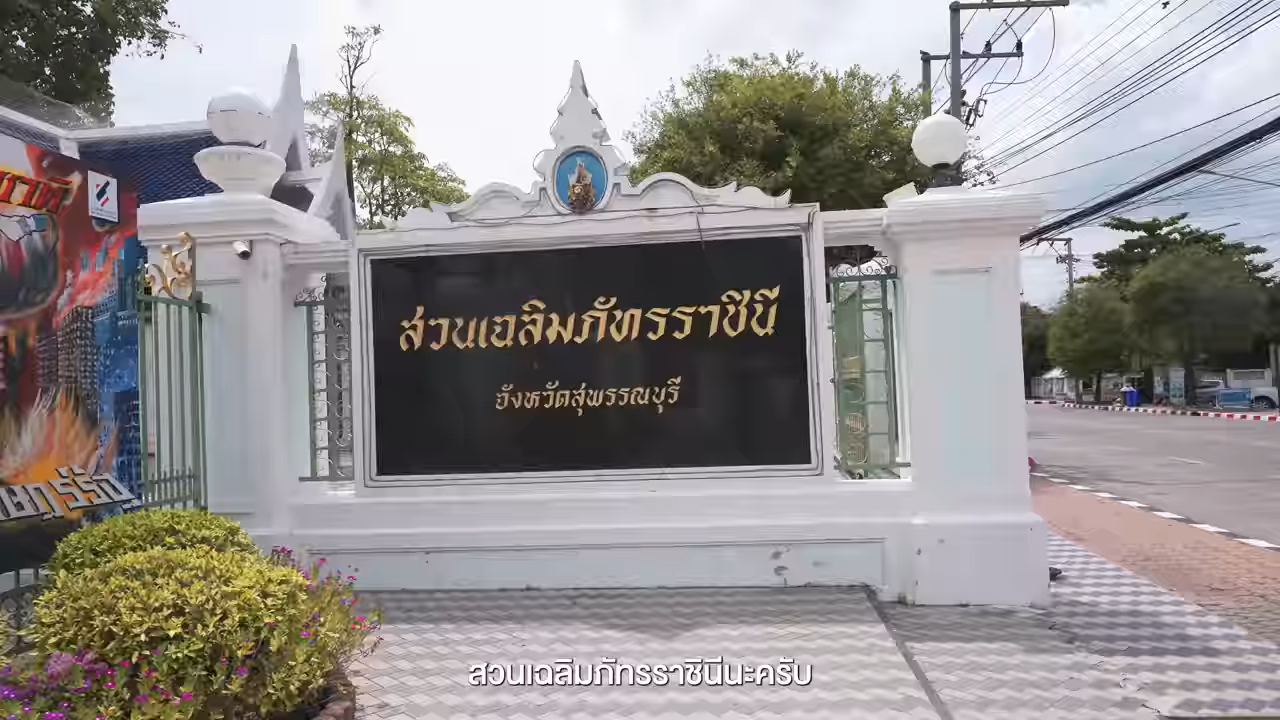 สวนเฉลิมภัทรราชินี
จังหวัดสุพรรณบุรี
สวนเฉลิมภัทรราชินีนะครับ